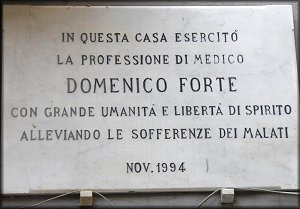 IN QUESTA CASA ESERCITÒ
LA PROFESSIONE DI MEDICO
DOMENICO FORTE
CON GRANDE UMANITÀ E LIBERTÀ DI SPIRITO
ALLEVIANDO LE SOFFERENZE DEI MALATI
NOV. 1994